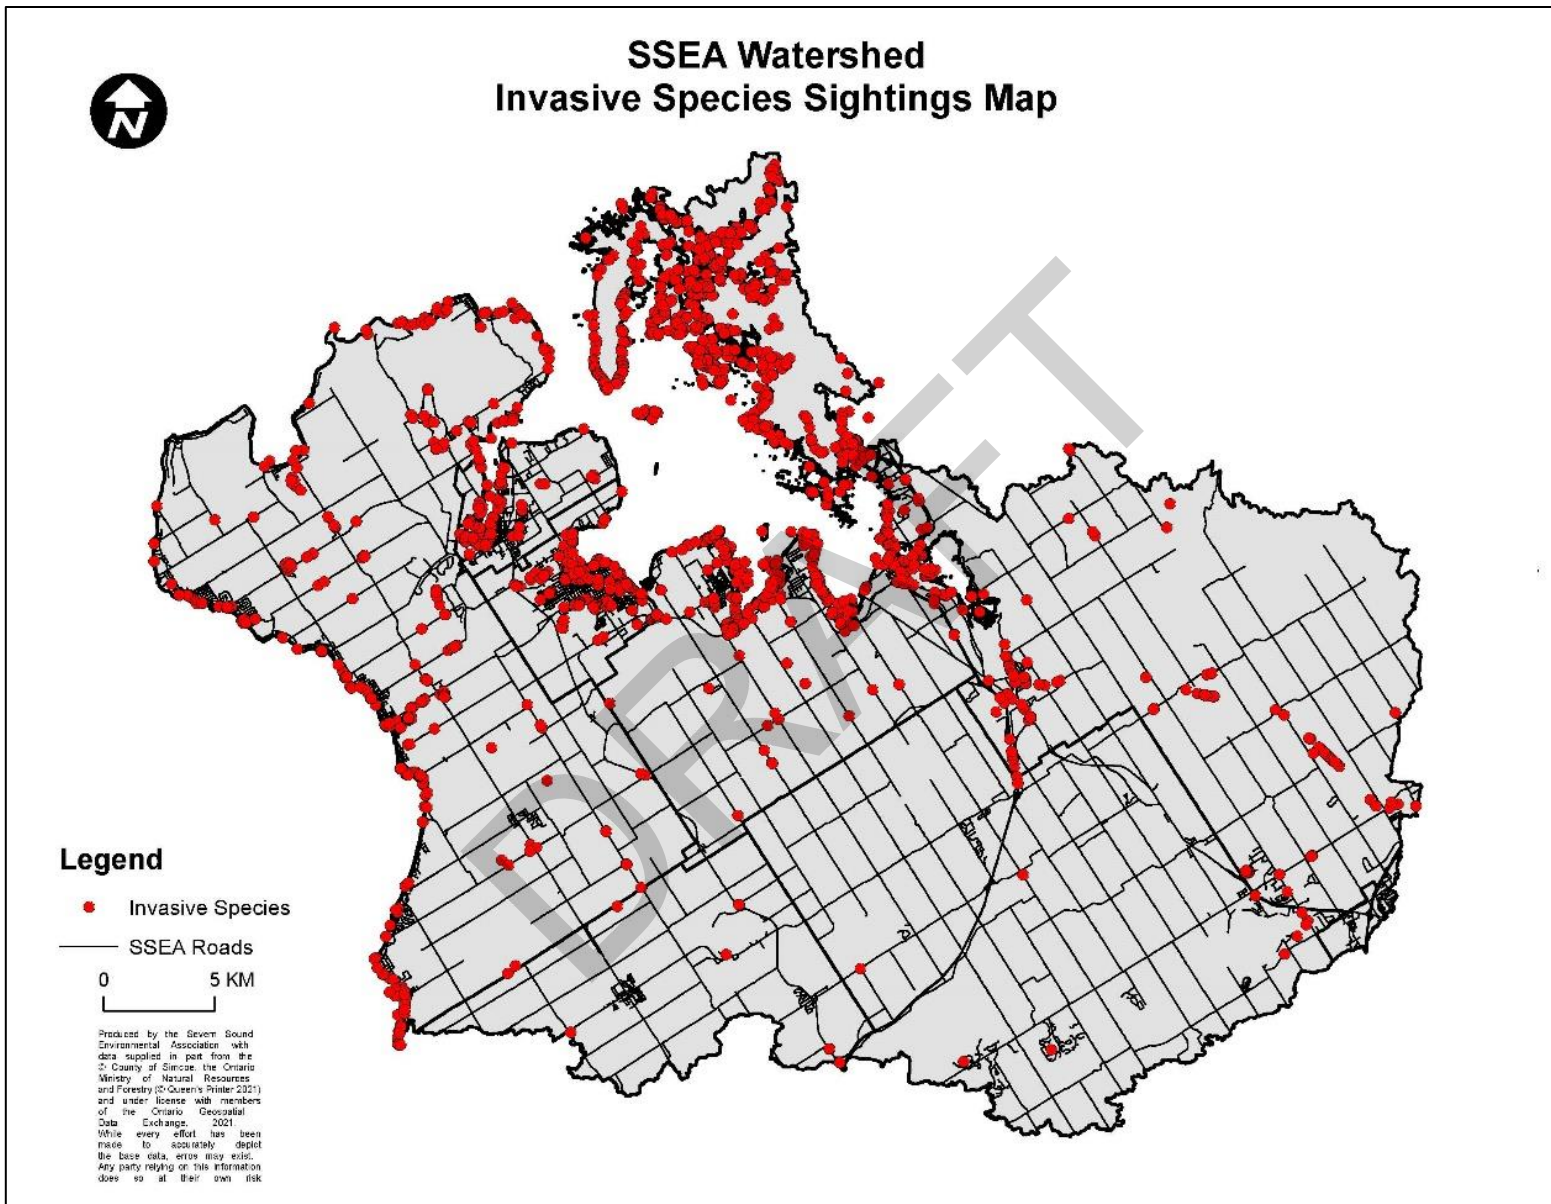 SSEA Watershed
Invasive Species Sightings Map
N
DRAFT
Legend
Invasive Species
SSEA Roads
0 5 KM
Produced by the Severn Sound
Environmental Association with
data supplied in part from the
© County of Simcoe, the Ontario
Ministry of Natural Resources
and Forestry (© Queen's Printer 2021)
and under license with members
of the Ontario Geospatial
Data Exchange, 2021.
While every effort has been
made to accurately depict
the base data, erros may exist.
Any party relying on this information
does so at their own risk